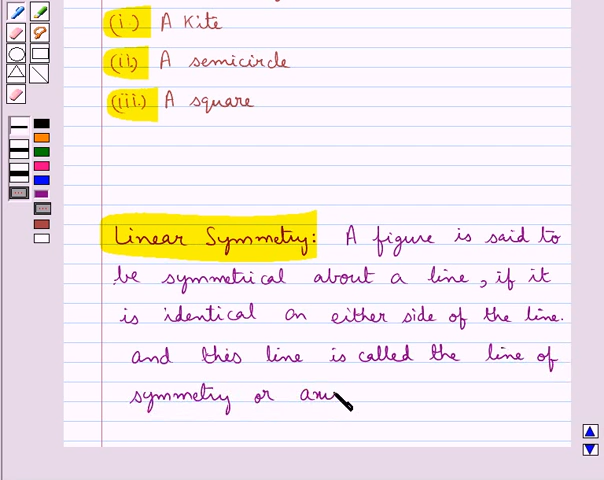 (i.) A Kite
(ii.) A semicircle
(iii.) A square
Linear Symmetry: A figure is said to
be symmetrical about a line, if it
is identical on either side of the line.
and this line is called the line of
symmetry or